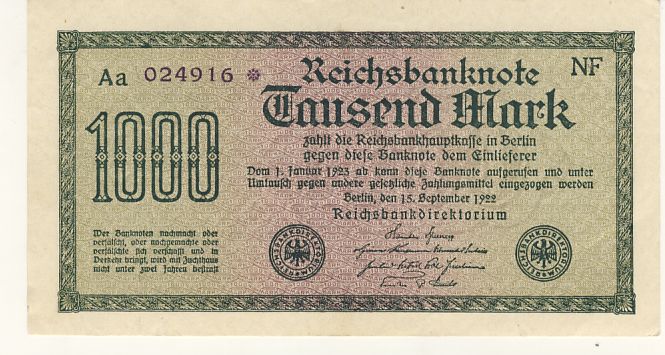 Aa 024916 *
Reichsbanknote
NF
Tausend Mark
1000
zahlt die Reichsbankhauptkasse in Berlin
gegen diese Banknote dem Einlieferer
Vom 1. Januar 1923 ab kann diese Banknote aufgerufen und unter
Umtausch gegen andere gesetzliche Zahlungsmittel eingezogen werden
Berlin, den 15. September 1922
Reichsbankdirektorium
Wer Banknoten nachmacht oder
verfälscht, oder nachgemachte oder
verfälschte sich verschafft und in
Verkehr bringt, wird mit Zuchthaus
nicht unter zwei Jahren bestraft
REICHSBANKDIREKTORIUM
REICHSBANKDIREKTORIUM